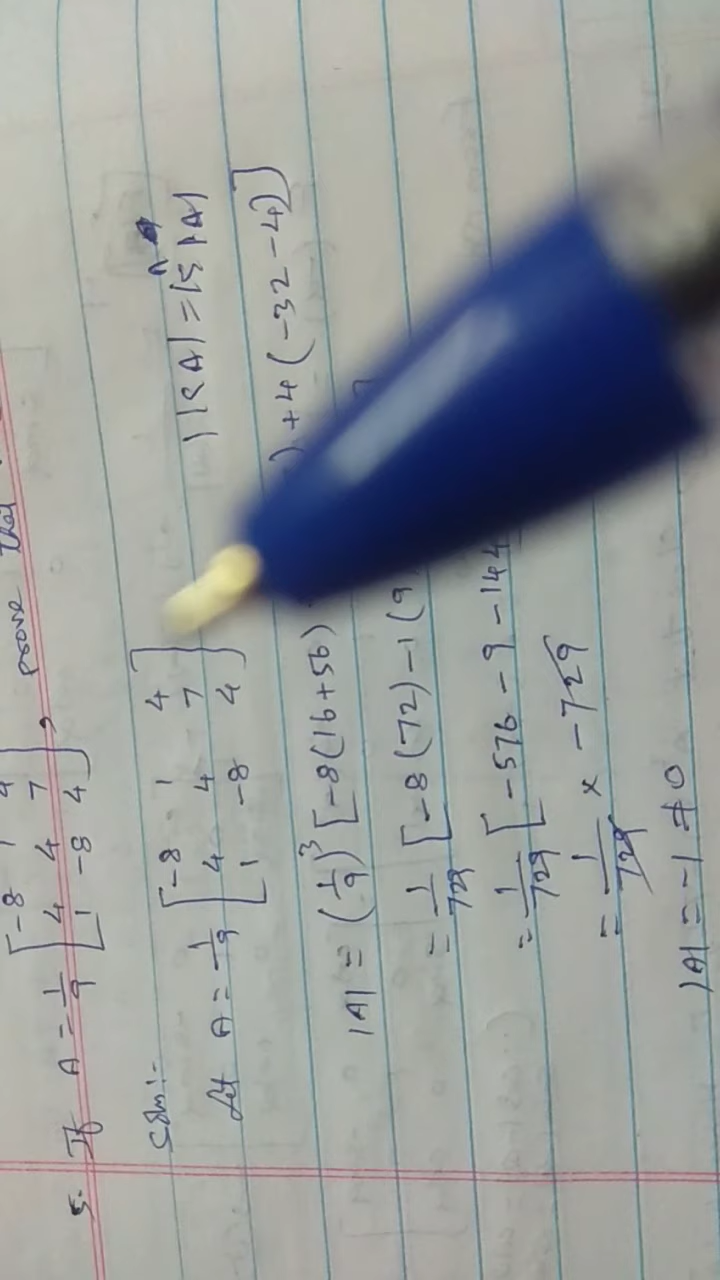 -8 1 4
5. If A = 1/9 [ 4 4 7 ], prove that
1 -8 4
Soln:-
-8 1 4
Let A = 1/9 [ 4 4 7 ] |KA| = K^n |A|
1 -8 4
|A| = (1/9)^3 [-8(16+56) ) +4(-32-4)]
= 1/729 [-8(72) -1(9
= 1/729 [-576 -9 -144
= 1/729 × -729
|A| = -1 ≠ 0